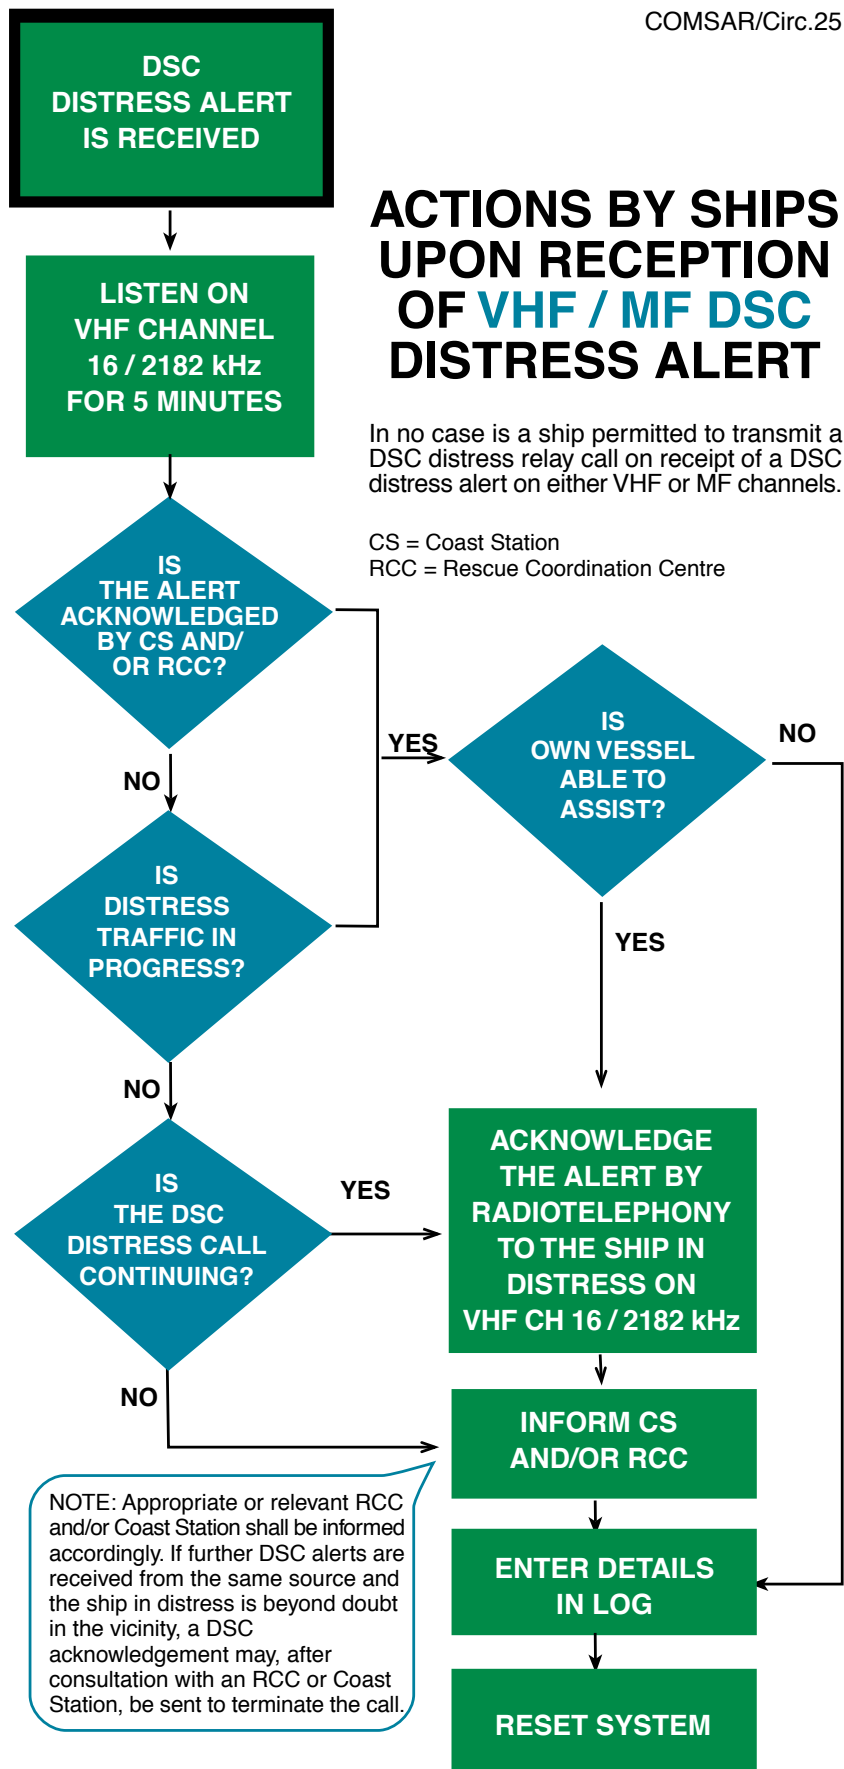 COMSAR/Circ.25
DSC
DISTRESS ALERT
IS RECEIVED
ACTIONS BY SHIPS
UPON RECEPTION
OF VHF / MF DSC
DISTRESS ALERT
LISTEN ON
VHF CHANNEL
16 / 2182 kHz
FOR 5 MINUTES
In no case is a ship permitted to transmit a
DSC distress relay call on receipt of a DSC
distress alert on either VHF or MF channels.
CS = Coast Station
RCC = Rescue Coordination Centre
IS
THE ALERT
ACKNOWLEDGED
BY CS AND/
OR RCC?
YES
IS
OWN VESSEL
ABLE TO
ASSIST?
NO
NO
IS
DISTRESS
TRAFFIC IN
PROGRESS?
YES
NO
IS
THE DSC
DISTRESS CALL
CONTINUING?
YES
ACKNOWLEDGE
THE ALERT BY
RADIOTELEPHONY
TO THE SHIP IN
DISTRESS ON
VHF CH 16 / 2182 kHz
NO
INFORM CS
AND/OR RCC
NOTE: Appropriate or relevant RCC
and/or Coast Station shall be informed
accordingly. If further DSC alerts are
received from the same source and
the ship in distress is beyond doubt
in the vicinity, a DSC
acknowledgement may, after
consultation with an RCC or Coast
Station, be sent to terminate the call.
ENTER DETAILS
IN LOG
RESET SYSTEM